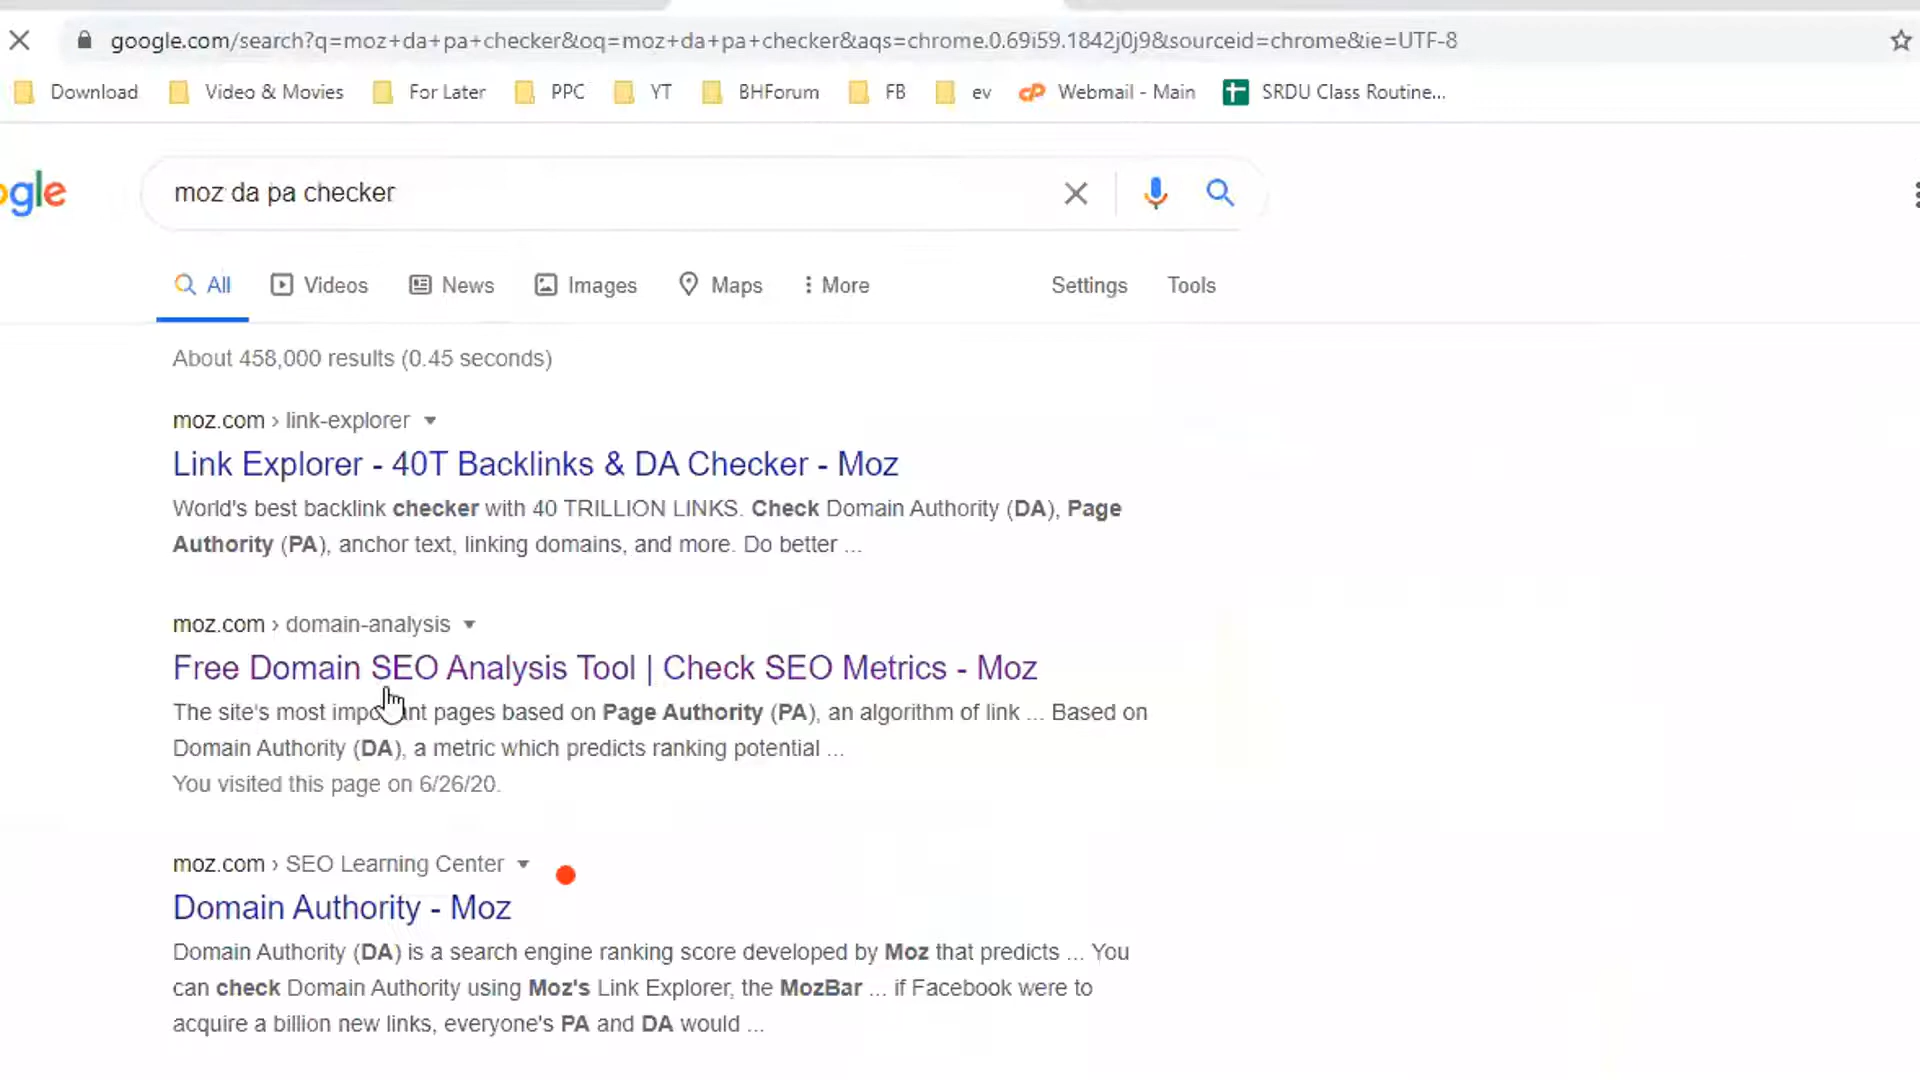 google.com/search?q=moz+da+pa+checker&oq=moz+da+pa+checker&aqs=chrome.0.69i59.1842j0j9&sourceid=chrome&ie=UTF-8
Download Video & Movies For Later PPC YT BHForum FB ev cP Webmail - Main SRDU Class Routine...
ogle moz da pa checker
All Videos News Images Maps More Settings Tools
About 458,000 results (0.45 seconds)
moz.com › link-explorer
Link Explorer - 40T Backlinks & DA Checker - Moz
World's best backlink checker with 40 TRILLION LINKS. Check Domain Authority (DA), Page
Authority (PA), anchor text, linking domains, and more. Do better ...
moz.com › domain-analysis
Free Domain SEO Analysis Tool | Check SEO Metrics - Moz
The site's most important pages based on Page Authority (PA), an algorithm of link ... Based on
Domain Authority (DA), a metric which predicts ranking potential ...
You visited this page on 6/26/20.
moz.com › SEO Learning Center
Domain Authority - Moz
Domain Authority (DA) is a search engine ranking score developed by Moz that predicts ... You
can check Domain Authority using Moz's Link Explorer, the MozBar ... if Facebook were to
acquire a billion new links, everyone's PA and DA would ...